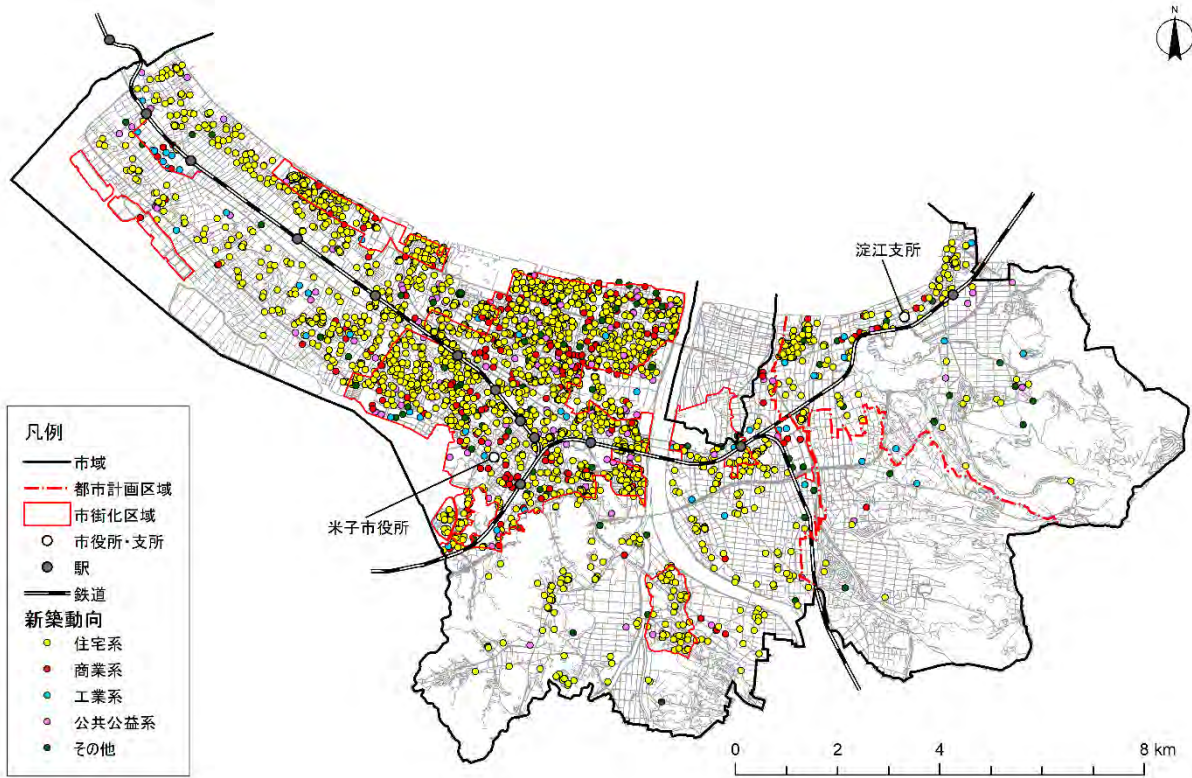 N
淀江支所
米子市役所
凡例
市域
都市計画区域
市街化区域
市役所・支所
駅
鉄道
新築動向
住宅系
商業系
工業系
公共公益系
その他
0 2 4 8 km